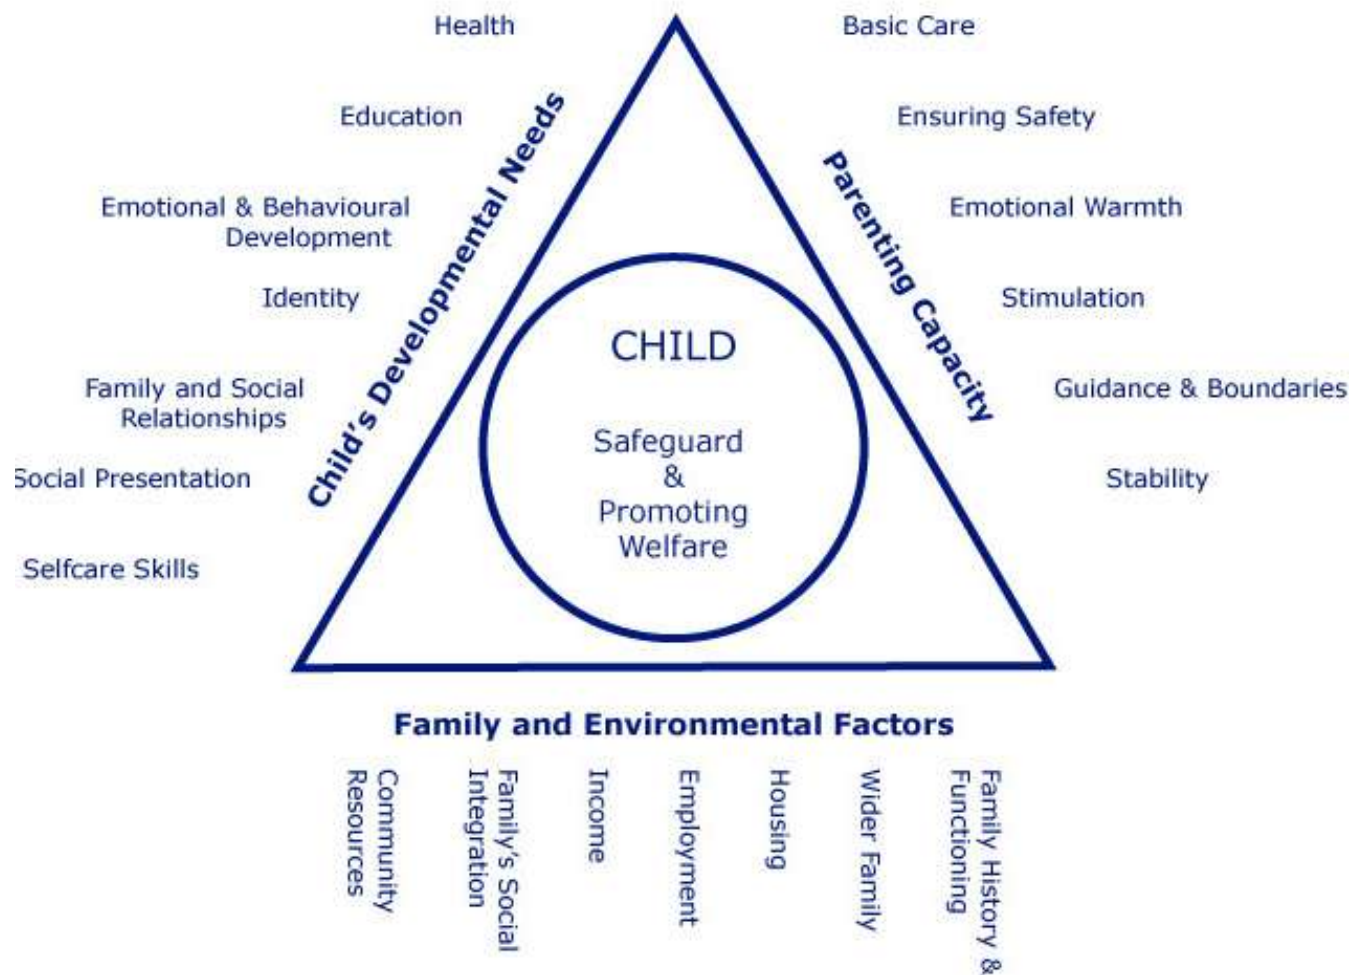 Health
Education
Emotional & Behavioural
Development
Identity
Family and Social
Relationships
Social Presentation
Selfcare Skills
Child's Developmental Needs
CHILD
Safeguard
&
Promoting
Welfare
Parenting Capacity
Basic Care
Ensuring Safety
Emotional Warmth
Stimulation
Guidance & Boundaries
Stability
Family and Environmental Factors
Community
Resources
Family's Social
Integration
Income
Employment
Housing
Wider Family
Family History &
Functioning